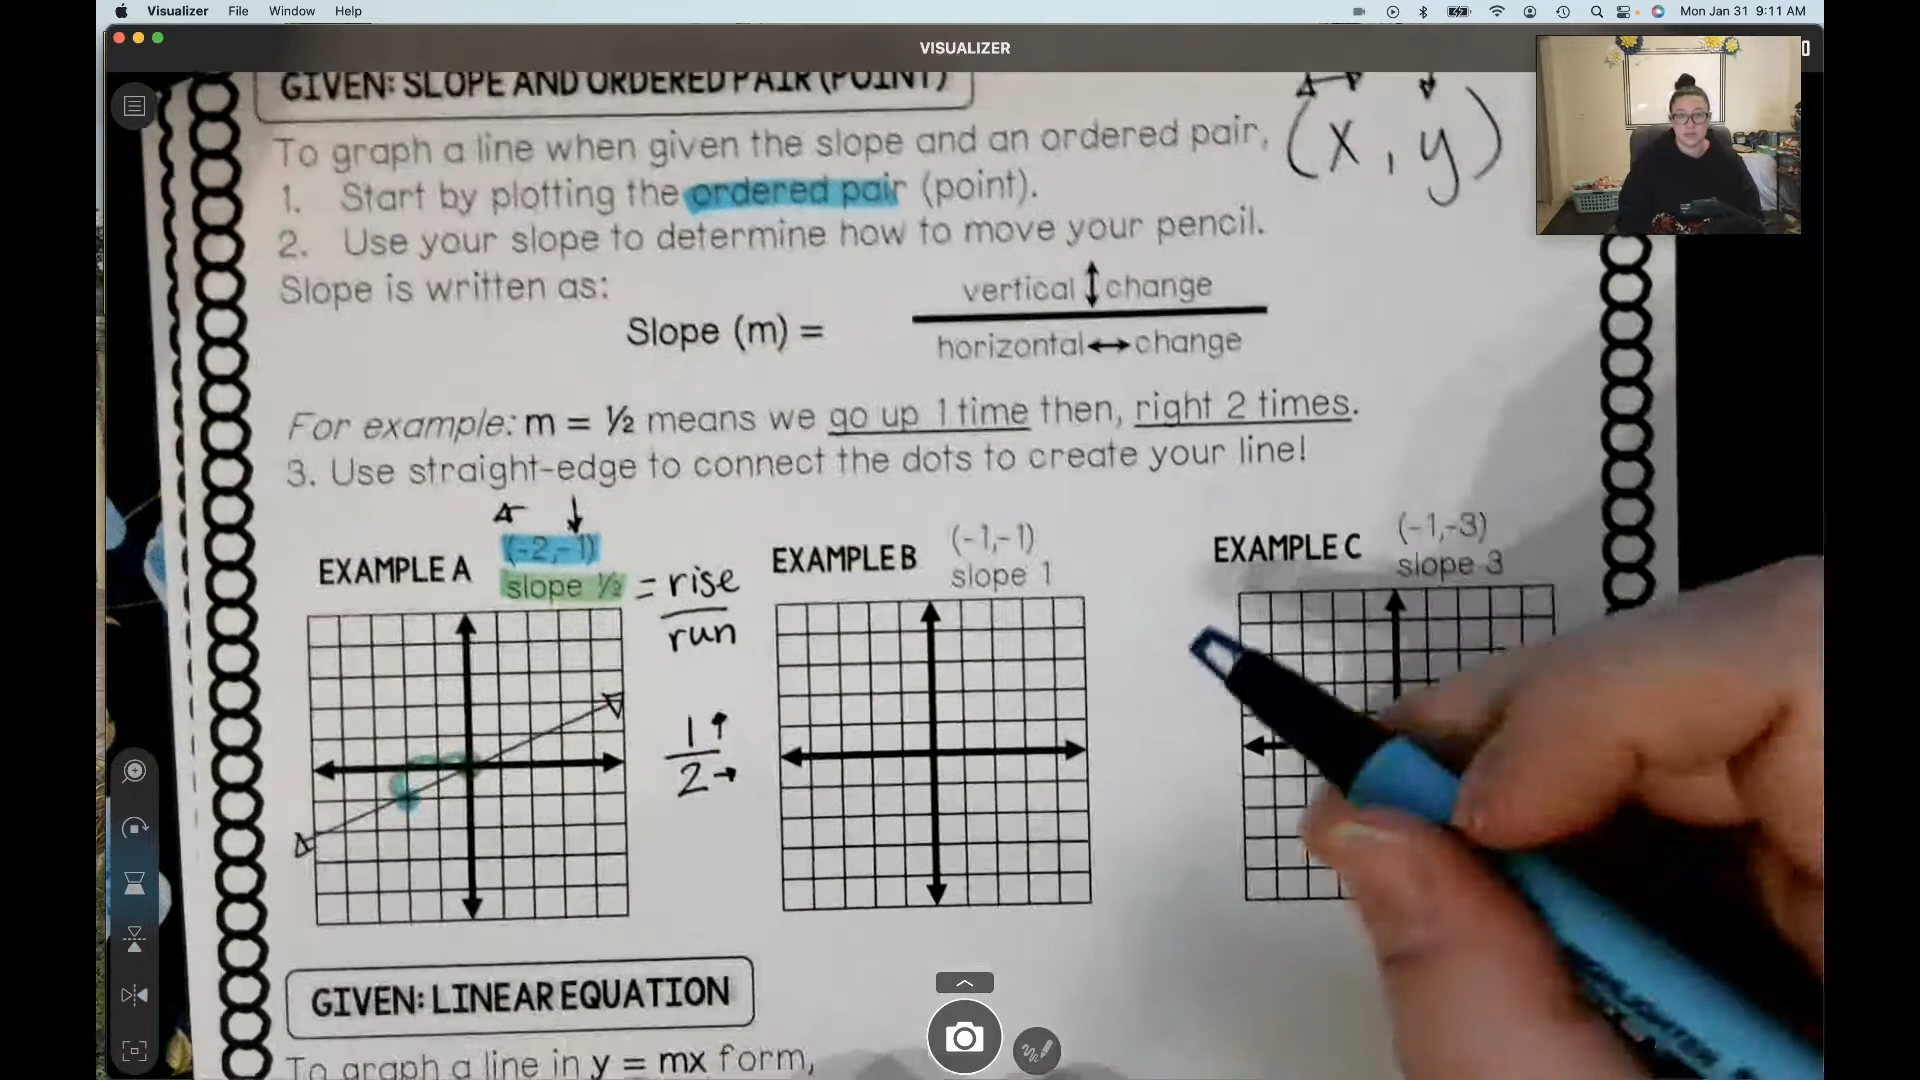 Visualizer File Window Help
Mon Jan 31 9:11 AM
VISUALIZER
GIVEN: SLOPE AND ORDERED PAIR (POINT)
(x, y)
To graph a line when given the slope and an ordered pair,
1. Start by plotting the ordered pair (point).
2. Use your slope to determine how to move your pencil.
Slope is written as:
vertical ↕ change
Slope (m) =
horizontal ↔ change
For example: m = ½ means we go up 1 time then, right 2 times.
3. Use straight-edge to connect the dots to create your line!
EXAMPLE A
(-2,-1)
slope ½ = rise
run
1↑
2→
EXAMPLE B
(-1,-1)
slope 1
EXAMPLE C
(-1,-3)
slope 3
GIVEN: LINEAR EQUATION
To graph a line in y = mx form,